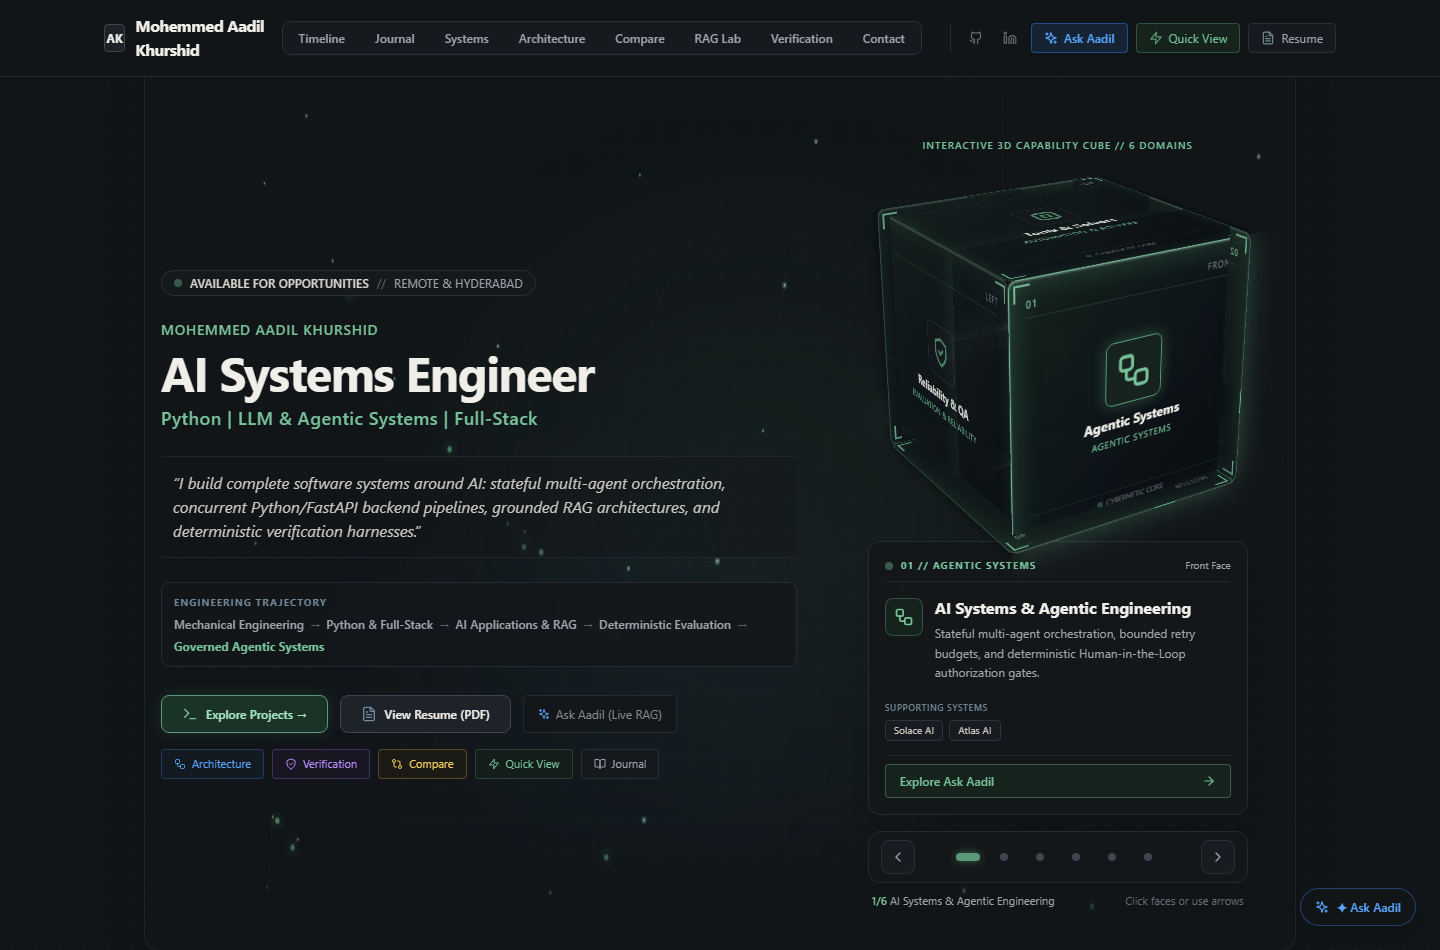 AK
Mohemmed Aadil
Khurshid
Timeline
Journal
Systems
Architecture
Compare
RAG Lab
Verification
Contact
Ask Aadil
Quick View
Resume
INTERACTIVE 3D CAPABILITY CUBE // 6 DOMAINS
AVAILABLE FOR OPPORTUNITIES // REMOTE & HYDERABAD
MOHEMMED AADIL KHURSHID
AI Systems Engineer
Python | LLM & Agentic Systems | Full-Stack
“I build complete software systems around AI: stateful multi-agent orchestration,
concurrent Python/FastAPI backend pipelines, grounded RAG architectures, and
deterministic verification harnesses.”
ENGINEERING TRAJECTORY
Mechanical Engineering → Python & Full-Stack → AI Applications & RAG → Deterministic Evaluation →
Governed Agentic Systems
Explore Projects →
View Resume (PDF)
Ask Aadil (Live RAG)
Architecture
Verification
Compare
Quick View
Journal
LEFT
Reliability & QA
EVALUATION & RELIABILITY
01
Agentic Systems
AGENTIC SYSTEMS
CYBERNETIC CORE
01 // AGENTIC SYSTEMS
Front Face
AI Systems & Agentic Engineering
Stateful multi-agent orchestration, bounded retry
budgets, and deterministic Human-in-the-Loop
authorization gates.
SUPPORTING SYSTEMS
Solace AI
Atlas AI
Explore Ask Aadil
1/6 AI Systems & Agentic Engineering
Click faces or use arrows
✦ Ask Aadil